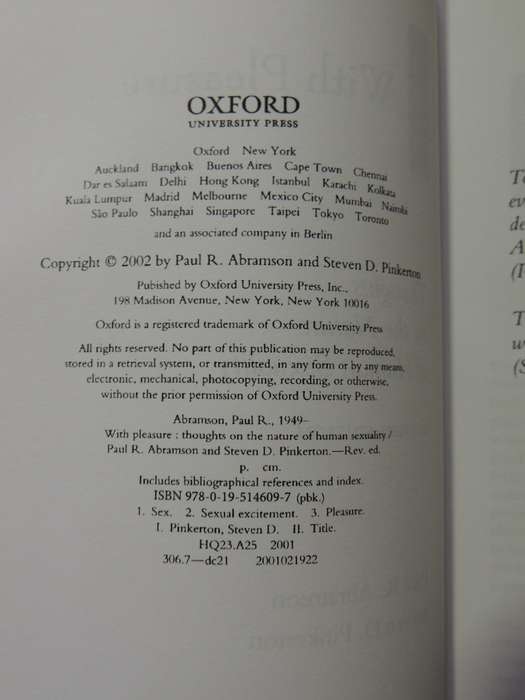 OXFORD
UNIVERSITY PRESS
Oxford New York
Auckland Bangkok Buenos Aires Cape Town Chennai
Dar es Salaam Delhi Hong Kong Istanbul Karachi Kolkata
Kuala Lumpur Madrid Melbourne Mexico City Mumbai Nairobi
São Paulo Shanghai Singapore Taipei Tokyo Toronto
and an associated company in Berlin
Copyright © 2002 by Paul R. Abramson and Steven D. Pinkerton
Published by Oxford University Press, Inc.,
198 Madison Avenue, New York, New York 10016
Oxford is a registered trademark of Oxford University Press
All rights reserved. No part of this publication may be reproduced,
stored in a retrieval system, or transmitted, in any form or by any means,
electronic, mechanical, photocopying, recording, or otherwise,
without the prior permission of Oxford University Press.
Abramson, Paul R., 1949–
With pleasure : thoughts on the nature of human sexuality /
Paul R. Abramson and Steven D. Pinkerton.—Rev. ed.
p. cm.
Includes bibliographical references and index.
ISBN 978-0-19-514609-7 (pbk.)
1. Sex. 2. Sexual excitement. 3. Pleasure.
I. Pinkerton, Steven D. II. Title.
HQ23.A25 2001
306.7—dc21 2001021922